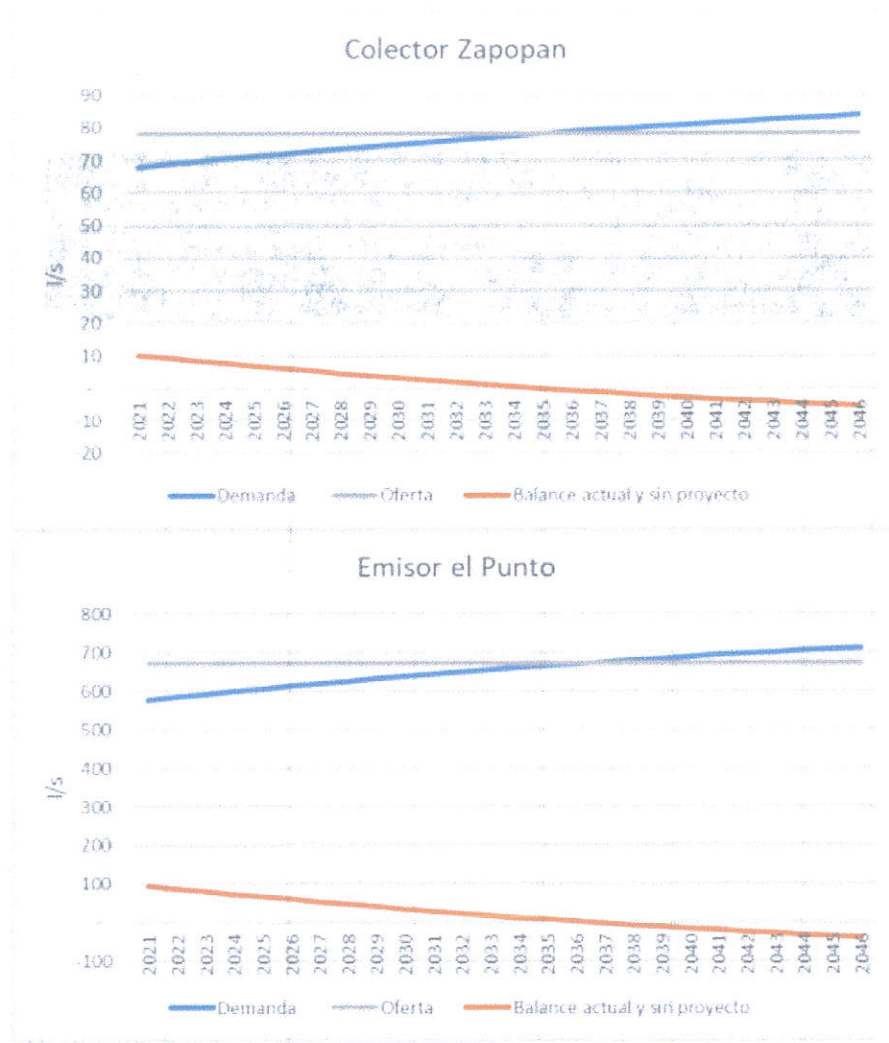 Colector Zapopan
90
80
70
60
50
40
30
20
10
-
10
20
l/s
2021 2022 2023 2024 2025 2026 2027 2028 2029 2030 2031 2032 2033 2034 2035 2036 2037 2038 2039 2040 2041 2042 2043 2044 2045 2046
Demanda Oferta Balance actual y sin proyecto
Emisor el Punto
800
700
600
500
400
300
200
100
-
-100
l/s
2021 2022 2023 2024 2025 2026 2027 2028 2029 2030 2031 2032 2033 2034 2035 2036 2037 2038 2039 2040 2041 2042 2043 2044 2045 2046
Demanda Oferta Balance actual y sin proyecto